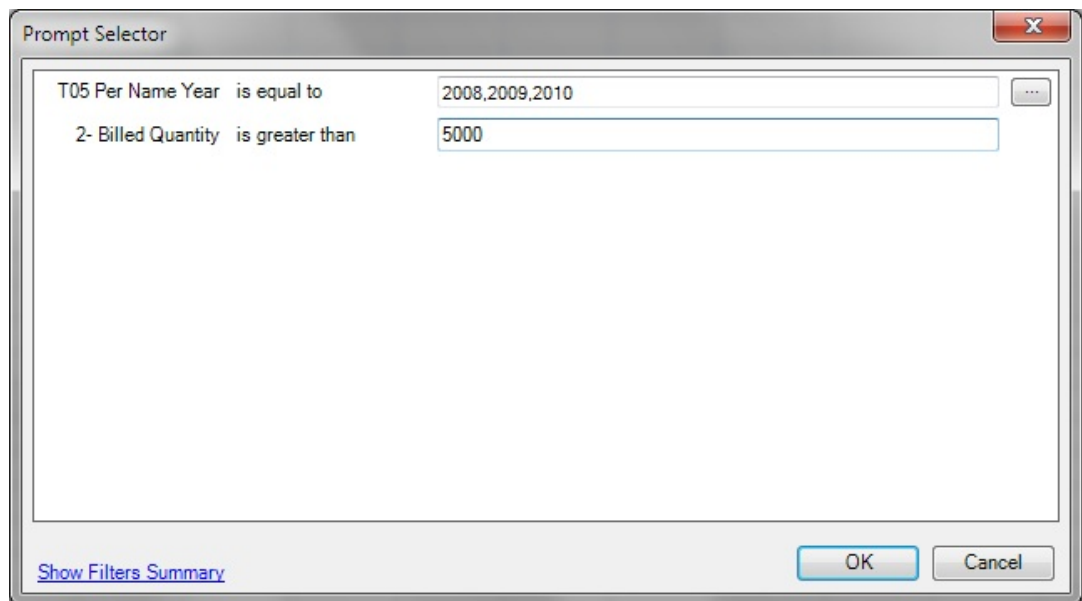 Prompt Selector
T05 Per Name Year is equal to 2008,2009,2010 ...
2- Billed Quantity is greater than 5000
Show Filters Summary OK Cancel